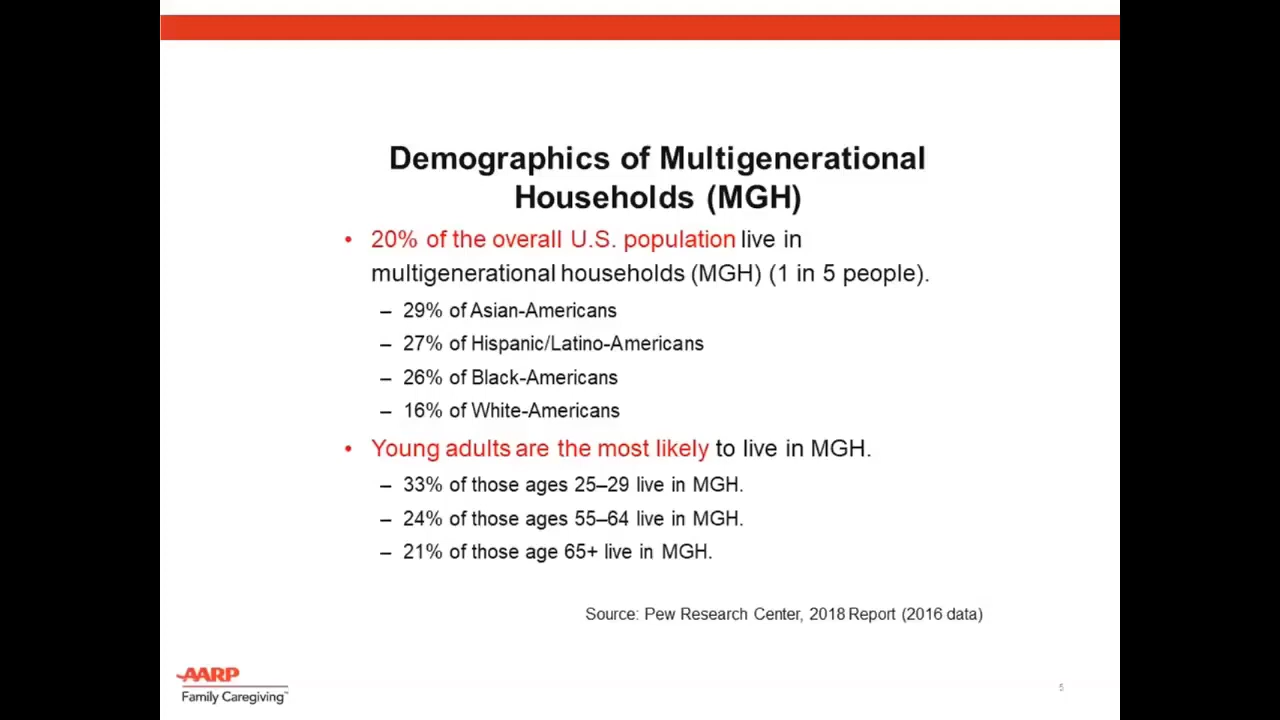 Demographics of Multigenerational
Households (MGH)
• 20% of the overall U.S. population live in
multigenerational households (MGH) (1 in 5 people).
– 29% of Asian-Americans
– 27% of Hispanic/Latino-Americans
– 26% of Black-Americans
– 16% of White-Americans
• Young adults are the most likely to live in MGH.
– 33% of those ages 25–29 live in MGH.
– 24% of those ages 55–64 live in MGH.
– 21% of those age 65+ live in MGH.
Source: Pew Research Center, 2018 Report (2016 data)
AARP
Family Caregiving™
5